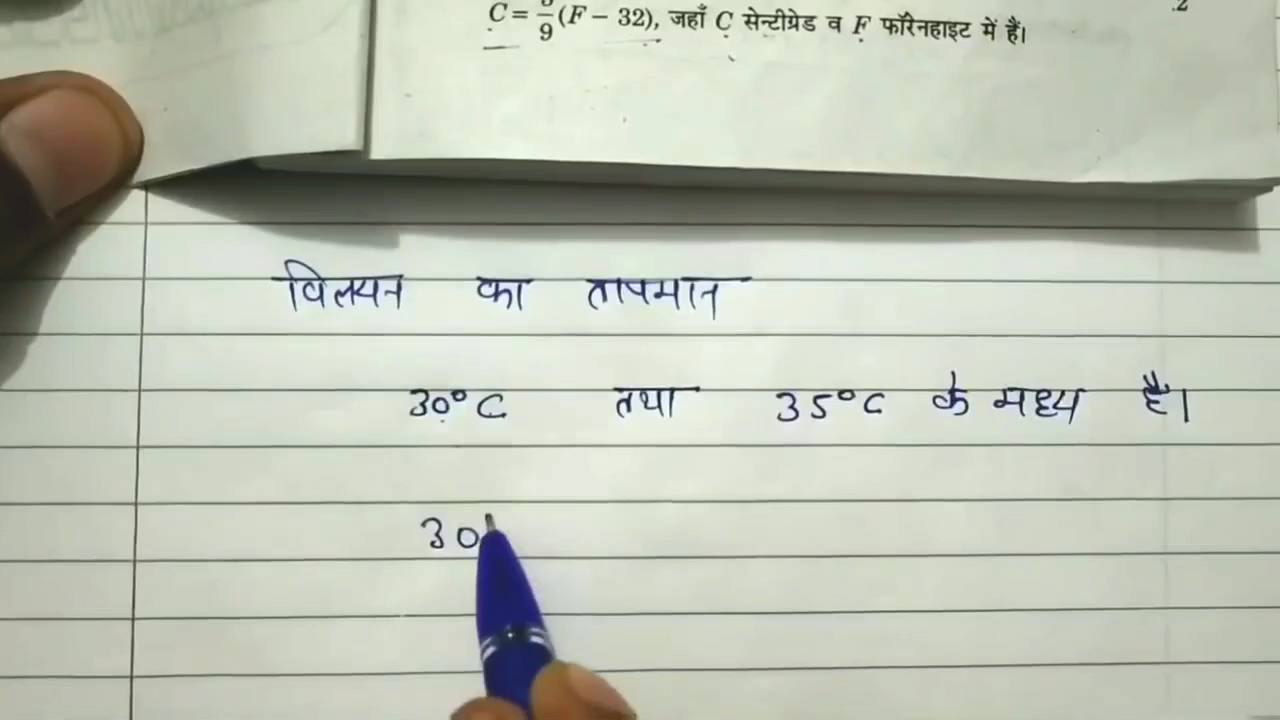 C = 5/9 (F − 32), जहाँ C सेन्टीग्रेड व F फॉरेनहाइट में हैं।
विलयन का तापमान
30°C तथा 35°C के मध्य है।
30